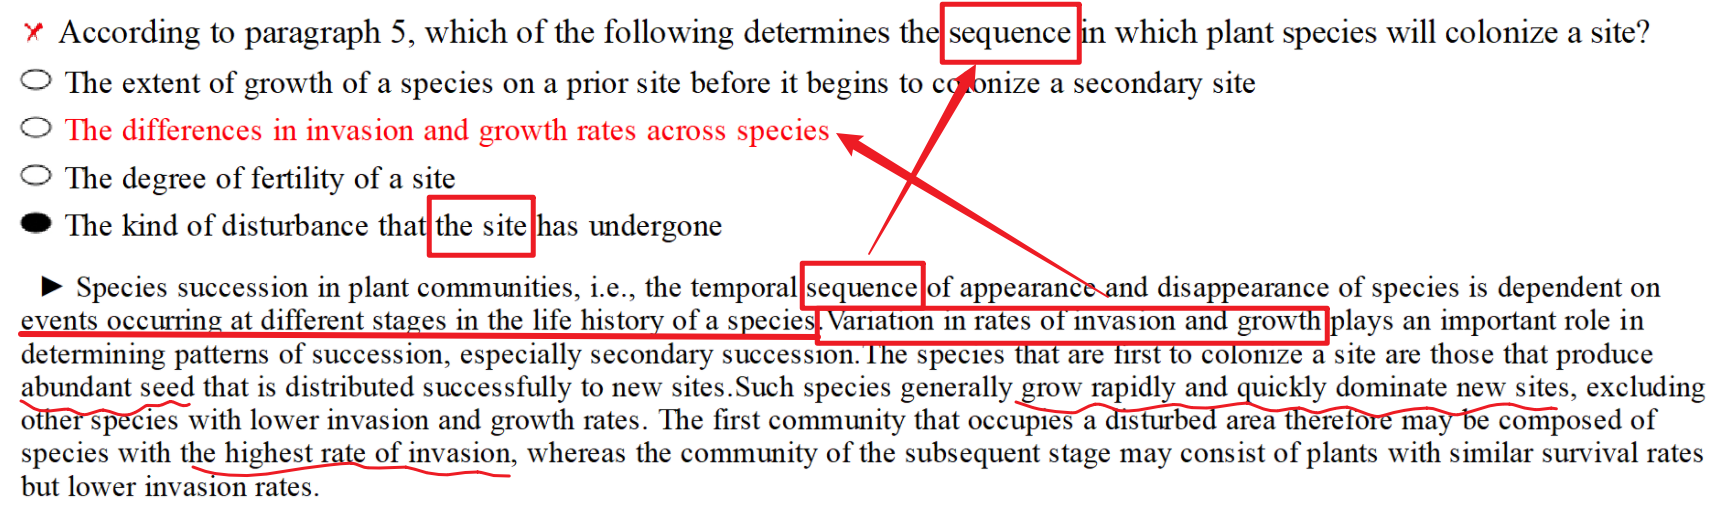 According to paragraph 5, which of the following determines the sequence in which plant species will colonize a site?
The extent of growth of a species on a prior site before it begins to colonize a secondary site
The differences in invasion and growth rates across species
The degree of fertility of a site
The kind of disturbance that the site has undergone
► Species succession in plant communities, i.e., the temporal sequence of appearance and disappearance of species is dependent on
events occurring at different stages in the life history of a species.Variation in rates of invasion and growth plays an important role in
determining patterns of succession, especially secondary succession.The species that are first to colonize a site are those that produce
abundant seed that is distributed successfully to new sites.Such species generally grow rapidly and quickly dominate new sites, excluding
other species with lower invasion and growth rates. The first community that occupies a disturbed area therefore may be composed of
species with the highest rate of invasion, whereas the community of the subsequent stage may consist of plants with similar survival rates
but lower invasion rates.